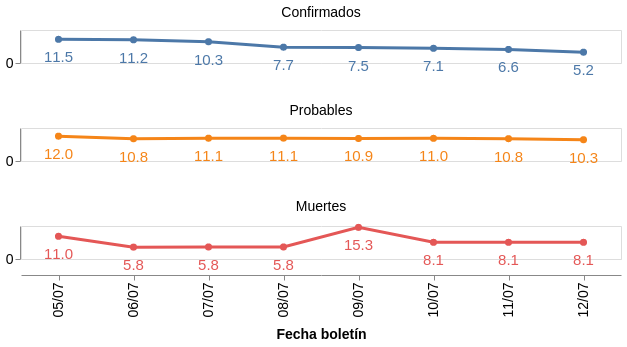 Confirmados
0
11.5 11.2 10.3 7.7 7.5 7.1 6.6 5.2
Probables
0
12.0 10.8 11.1 11.1 10.9 11.0 10.8 10.3
Muertes
0
11.0 5.8 5.8 5.8 15.3 8.1 8.1 8.1
05/07 06/07 07/07 08/07 09/07 10/07 11/07 12/07
Fecha boletín